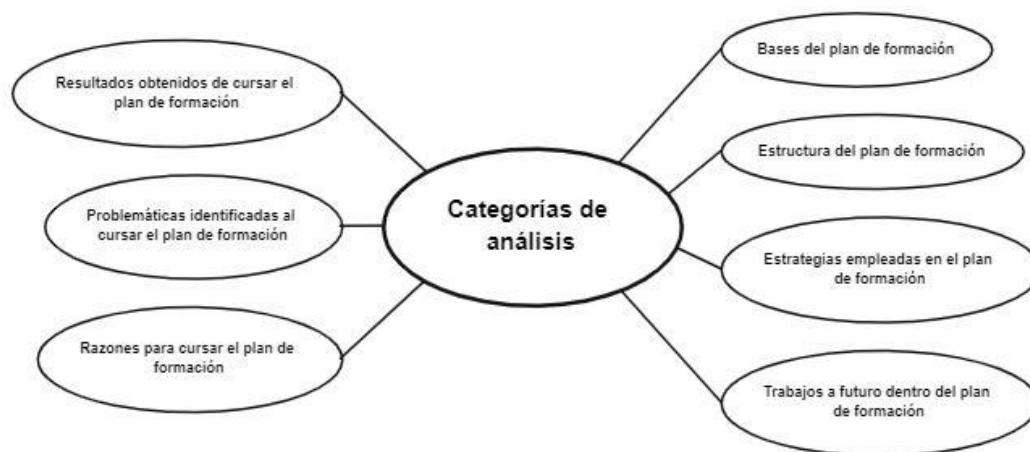 Resultados obtenidos de cursar el
plan de formación
Problemáticas identificadas al
cursar el plan de formación
Razones para cursar el plan de
formación
Categorías de
análisis
Bases del plan de formación
Estructura del plan de formación
Estrategias empleadas en el plan
de formación
Trabajos a futuro dentro del plan
de formación